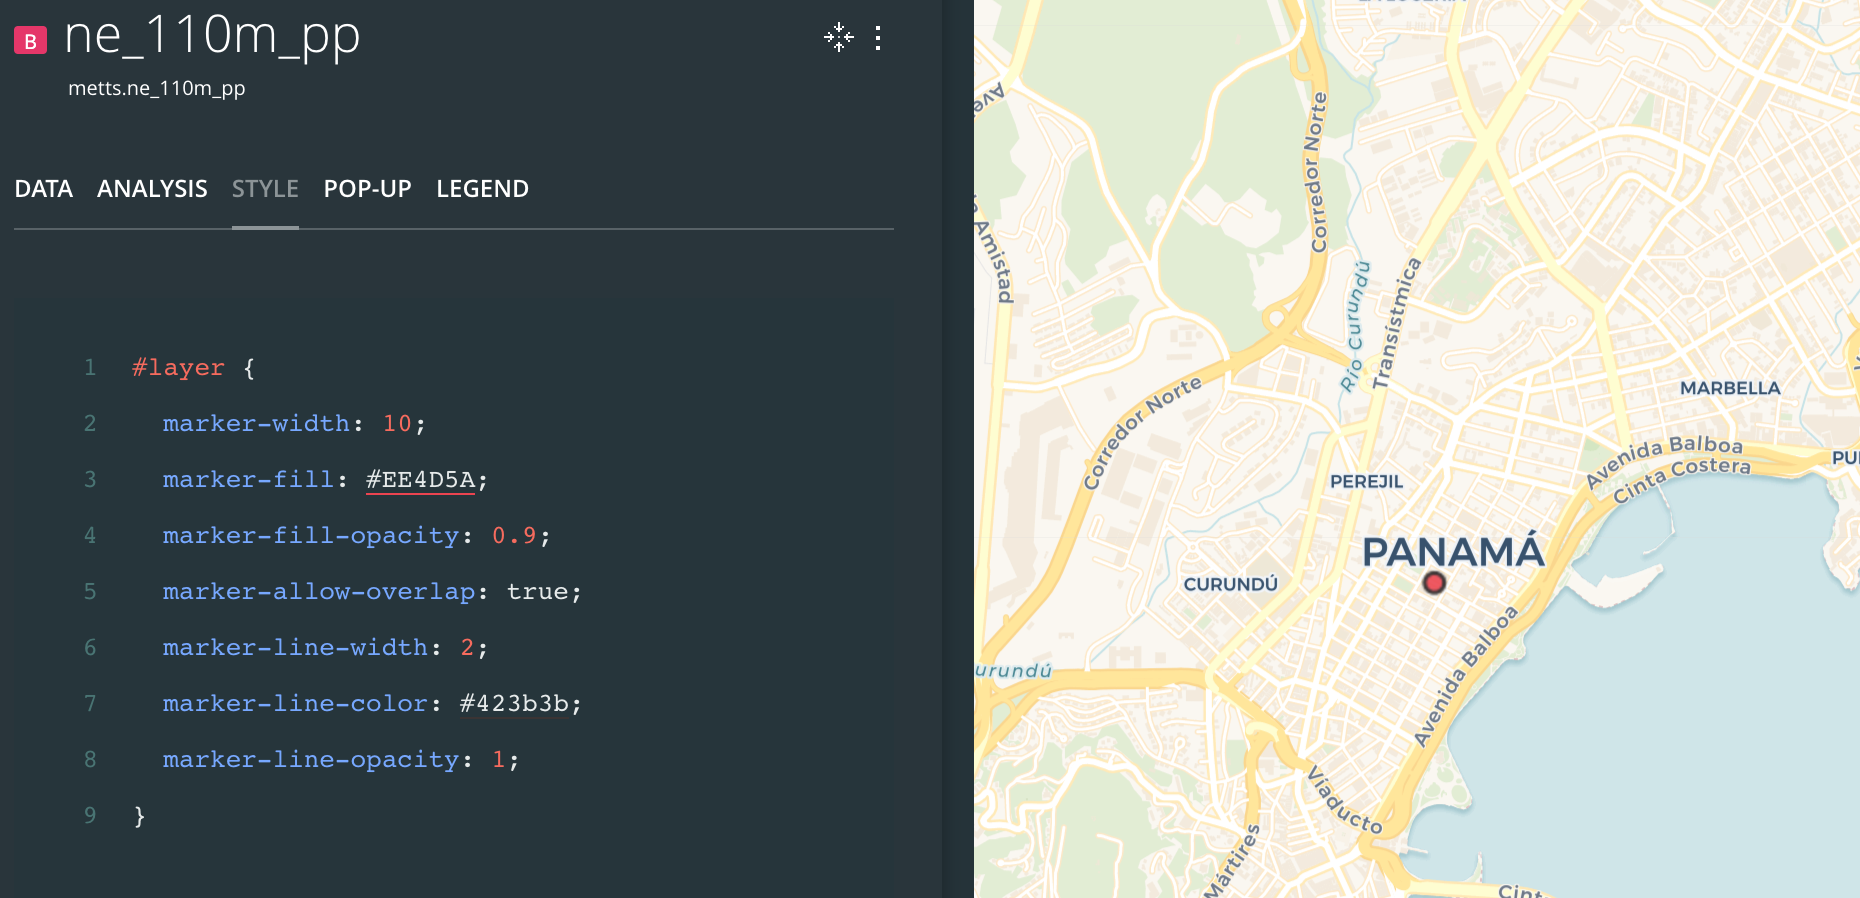 B ne_110m_pp
metts.ne_110m_pp
DATA ANALYSIS STYLE POP-UP LEGEND
1 #layer {
2 marker-width: 10;
3 marker-fill: #EE4D5A;
4 marker-fill-opacity: 0.9;
5 marker-allow-overlap: true;
6 marker-line-width: 2;
7 marker-line-color: #423b3b;
8 marker-line-opacity: 1;
9 }
Ave
Corredor Norte
Amistad
Río Curundú
Transístmica
Corredor Norte
MARBELLA
Avenida Balboa
Cinta Costera
PU
PEREJIL
PANAMÁ
CURUNDÚ
Avenida Balboa
urundú
Viaducto
Mártires
Cint